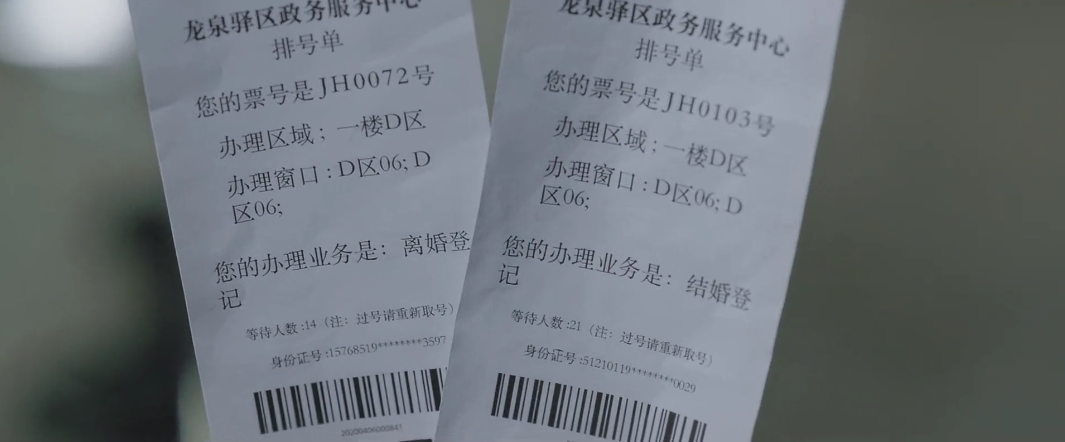 龙泉驿区政务服务中心
排号单
您的票号是JH0072号
办理区域；一楼D区
办理窗口：D区06; D
区06;
您的办理业务是：离婚登
记
等待人数:14（注：过号请重新取号）
身份证号:15768519********3597
20200406000841
龙泉驿区政务服务中心
排号单
您的票号是JH0103号
办理区域；一楼D区
办理窗口：D区06; D
区06;
您的办理业务是：结婚登
记
等待人数:21（注：过号请重新取号）
身份证号:51210119********0029